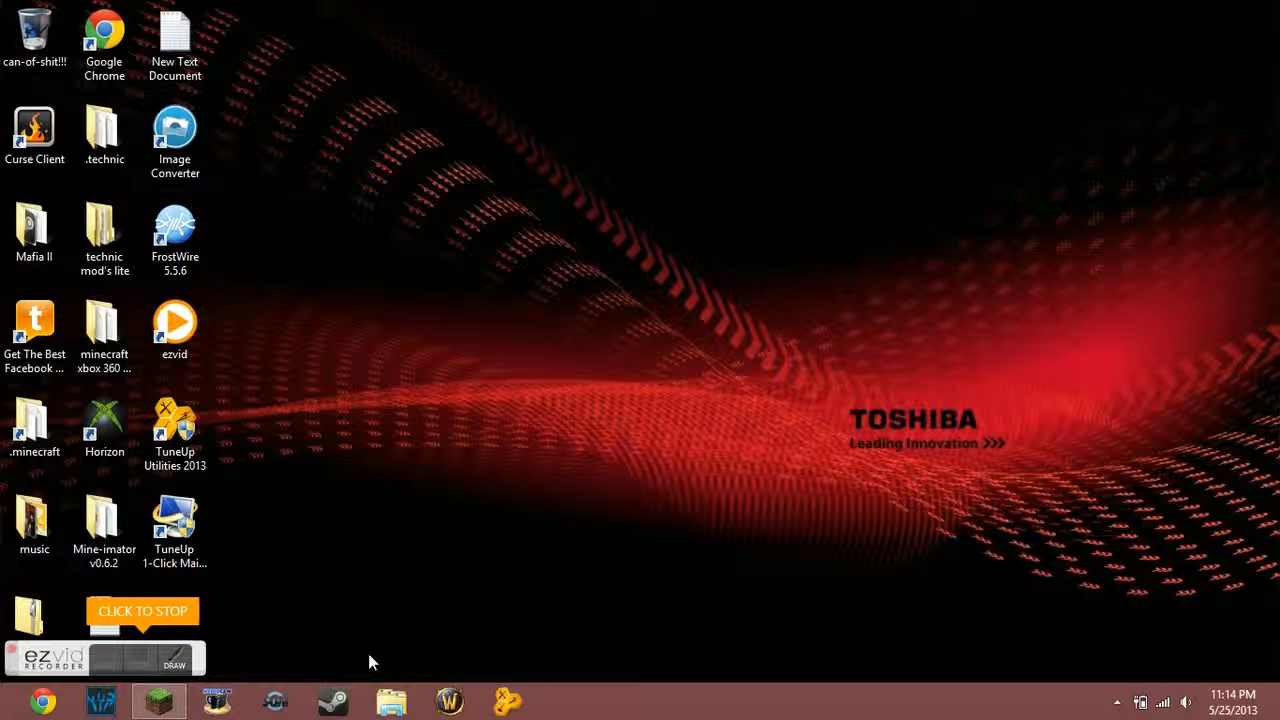 can-of-shit!!!
Google
Chrome
New Text
Document
Curse Client
.technic
Image
Converter
Mafia II
technic
mod's lite
FrostWire
5.5.6
Get The Best
Facebook ...
minecraft
xbox 360 ...
ezvid
.minecraft
Horizon
TuneUp
Utilities 2013
music
Mine-imator
v0.6.2
TuneUp
1-Click Mai...
CLICK TO STOP
ezvid
RECORDER
DRAW
TOSHIBA
Leading Innovation >>>
11:14 PM
5/25/2013